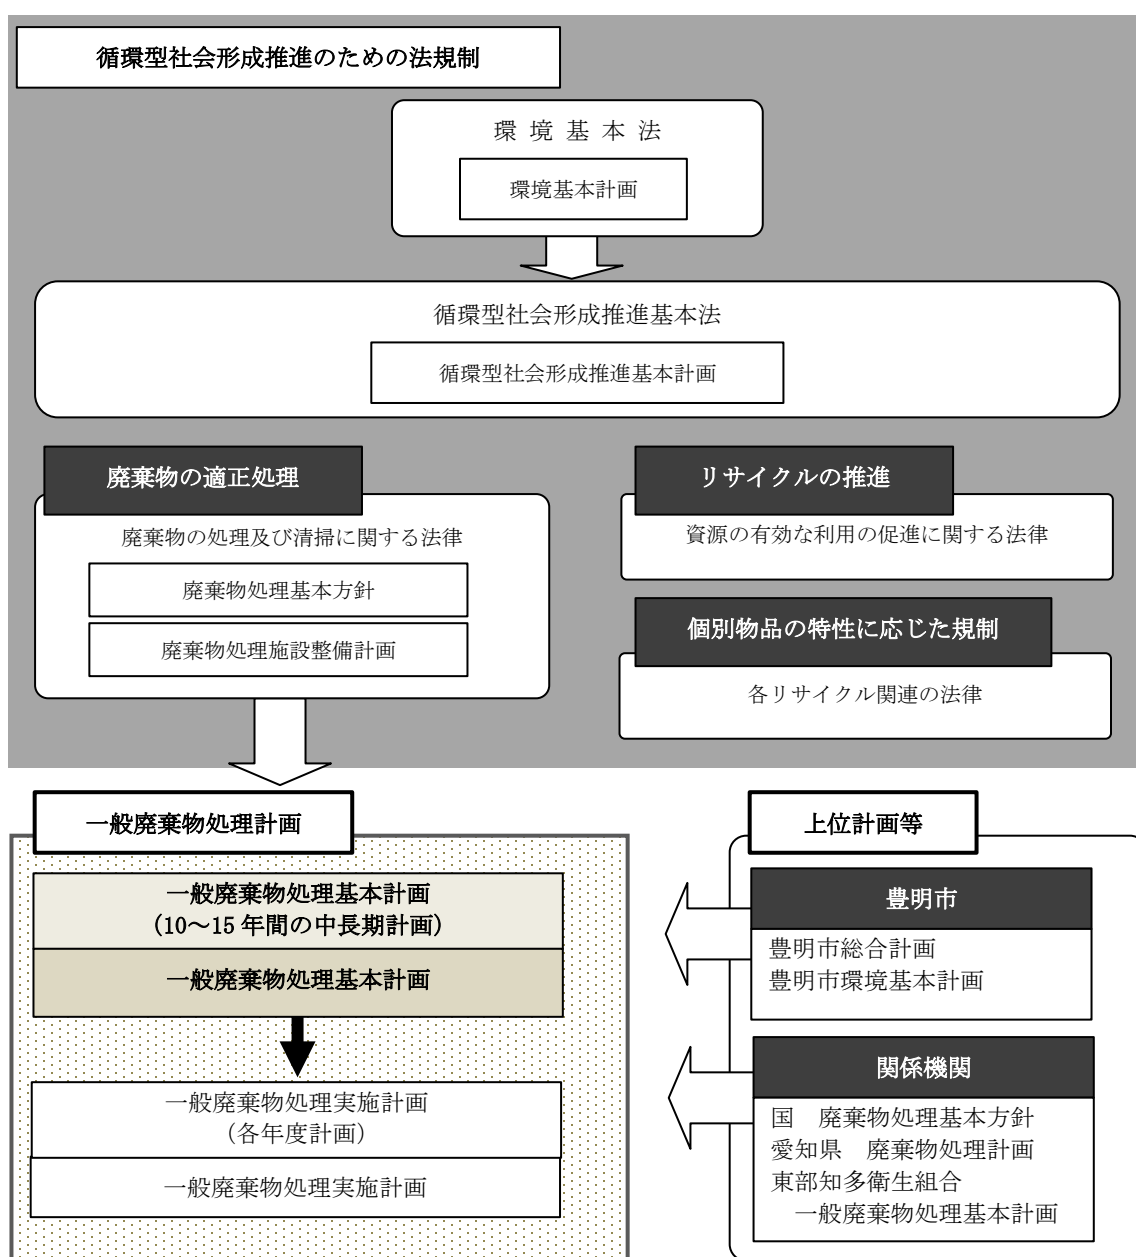 循環型社会形成推進のための法規制
環境基本法
環境基本計画
循環型社会形成推進基本法
循環型社会形成推進基本計画
廃棄物の適正処理
廃棄物の処理及び清掃に関する法律
廃棄物処理基本方針
廃棄物処理施設整備計画
リサイクルの推進
資源の有効な利用の促進に関する法律
個別物品の特性に応じた規制
各リサイクル関連の法律
一般廃棄物処理計画
一般廃棄物処理基本計画
(10～15年間の中長期計画)
一般廃棄物処理基本計画
一般廃棄物処理実施計画
(各年度計画)
一般廃棄物処理実施計画
上位計画等
豊明市
豊明市総合計画
豊明市環境基本計画
関係機関
国　廃棄物処理基本方針
愛知県　廃棄物処理計画
東部知多衛生組合
一般廃棄物処理基本計画